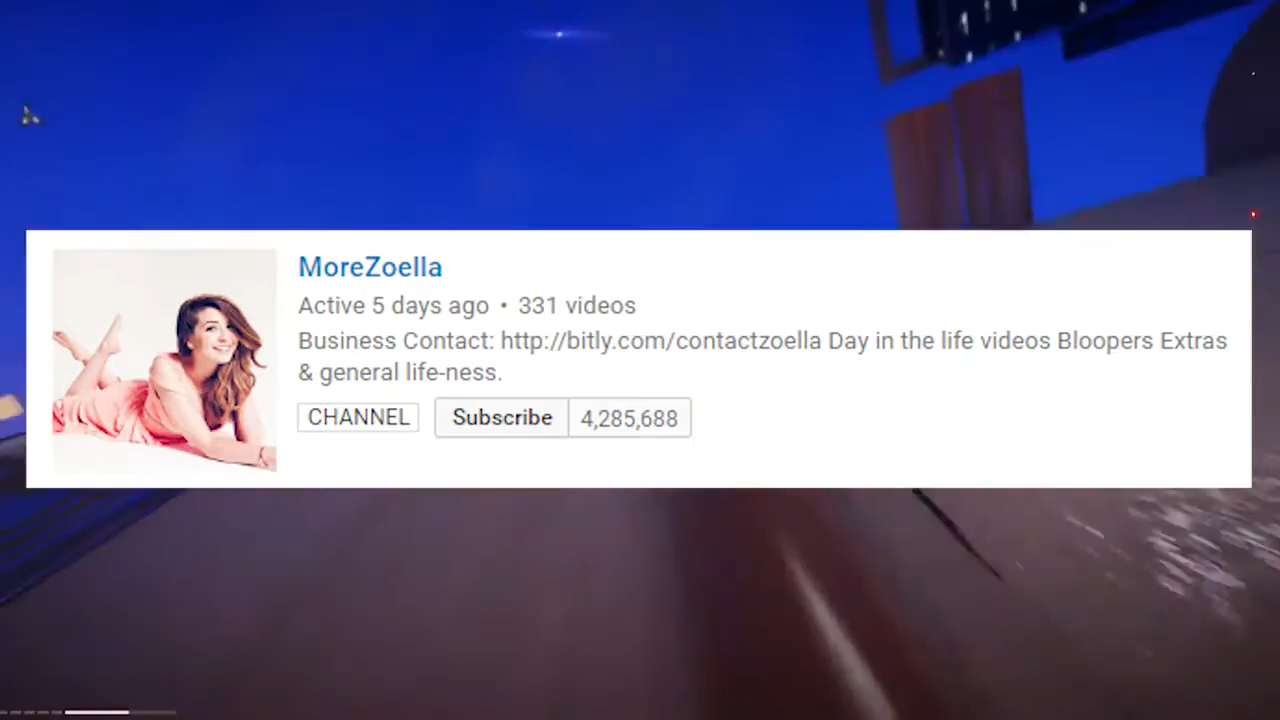 MoreZoella
Active 5 days ago • 331 videos
Business Contact: http://bitly.com/contactzoella Day in the life videos Bloopers Extras
& general life-ness.
CHANNEL
Subscribe 4,285,688